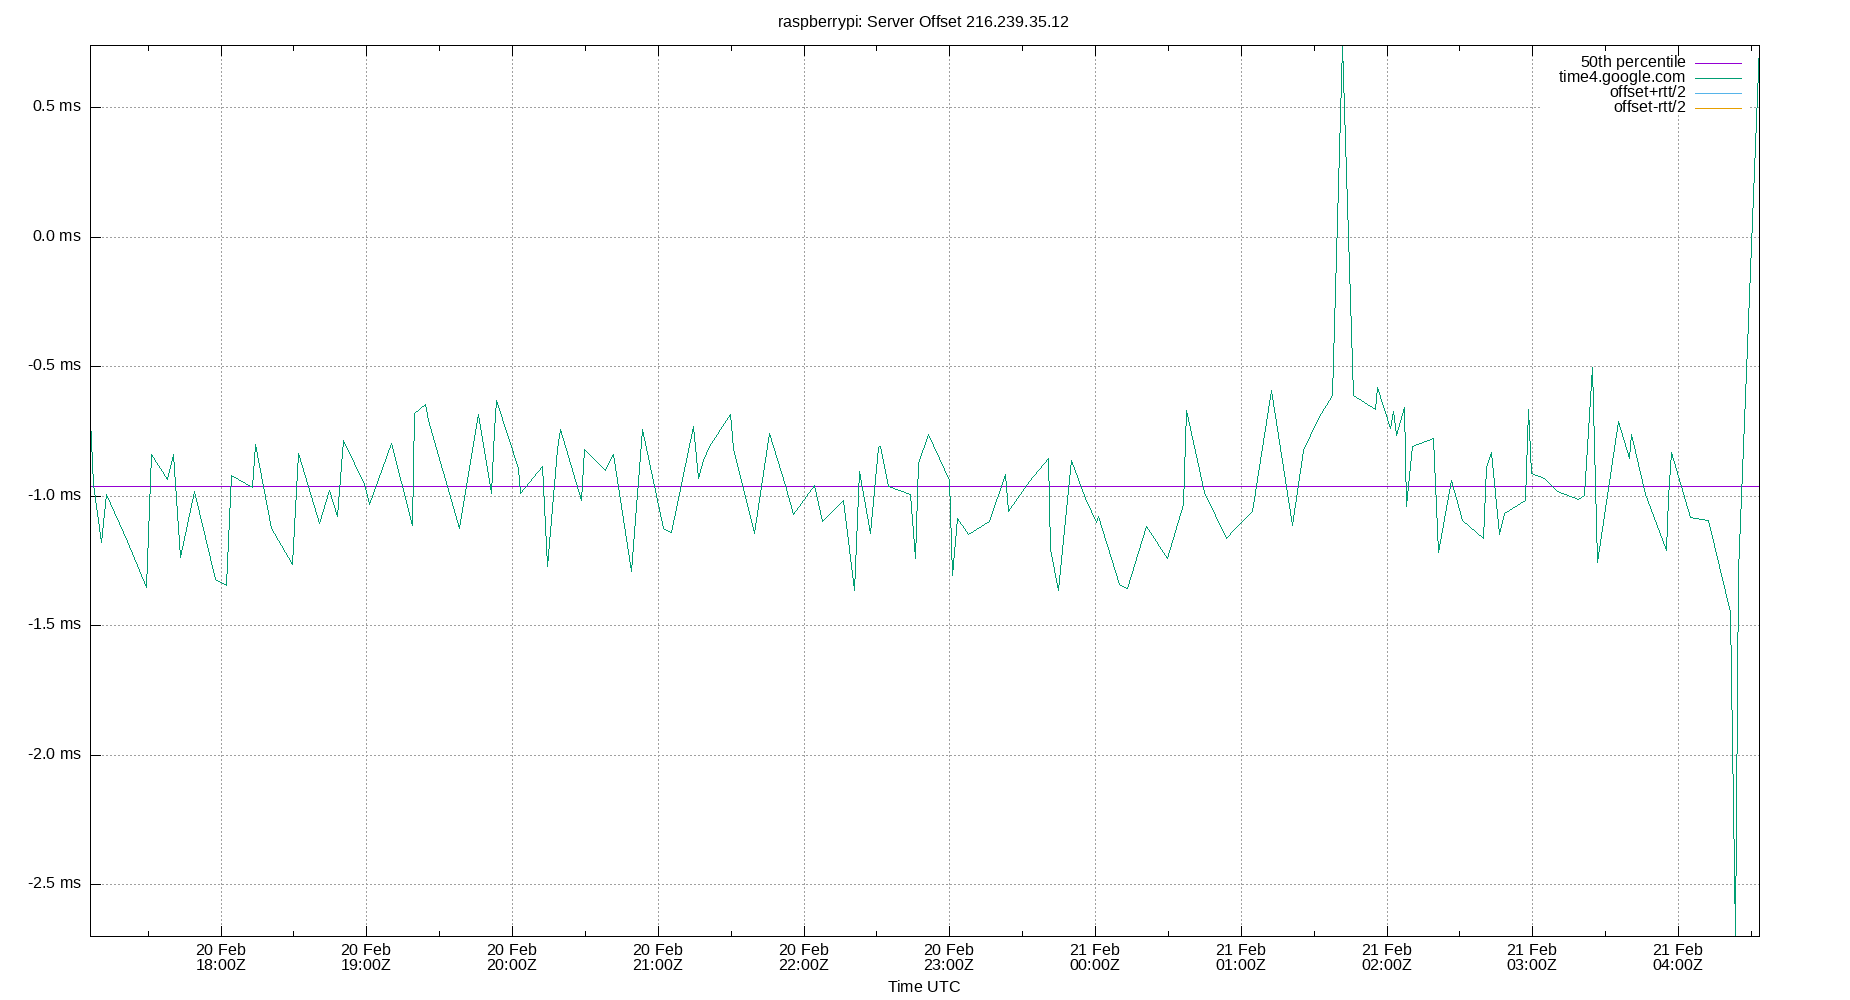 raspberrypi: Server Offset 216.239.35.12
50th percentile
time4.google.com
offset+rtt/2
offset-rtt/2
0.5 ms
0.0 ms
-0.5 ms
-1.0 ms
-1.5 ms
-2.0 ms
-2.5 ms
20 Feb 20 Feb 20 Feb 20 Feb 20 Feb 20 Feb 21 Feb 21 Feb 21 Feb 21 Feb 21 Feb
18:00Z 19:00Z 20:00Z 21:00Z 22:00Z 23:00Z 00:00Z 01:00Z 02:00Z 03:00Z 04:00Z
Time UTC